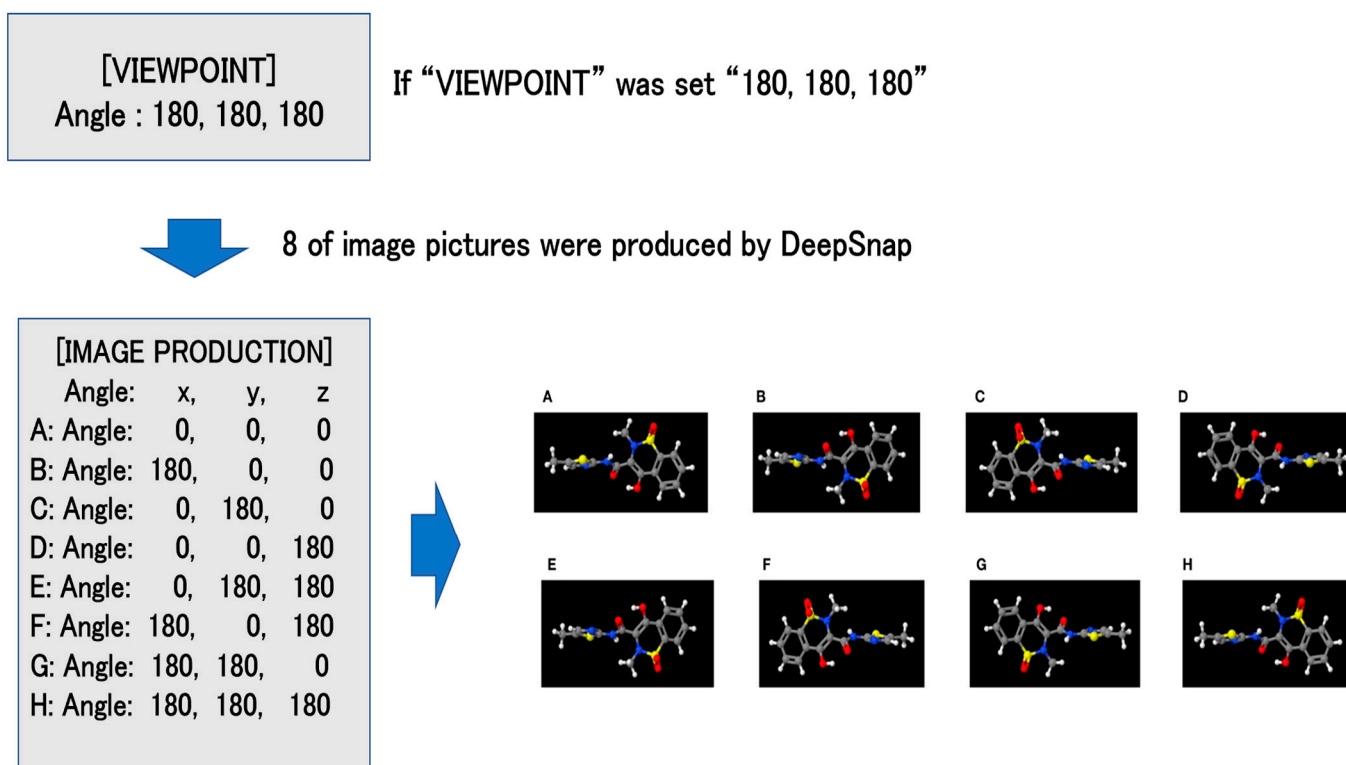 [VIEWPOINT]
Angle : 180, 180, 180
If “VIEWPOINT” was set “180, 180, 180”
8 of image pictures were produced by DeepSnap
[IMAGE PRODUCTION]
Angle: x, y, z
A: Angle: 0, 0, 0
B: Angle: 180, 0, 0
C: Angle: 0, 180, 0
D: Angle: 0, 0, 180
E: Angle: 0, 180, 180
F: Angle: 180, 0, 180
G: Angle: 180, 180, 0
H: Angle: 180, 180, 180
A B C D
E F G H